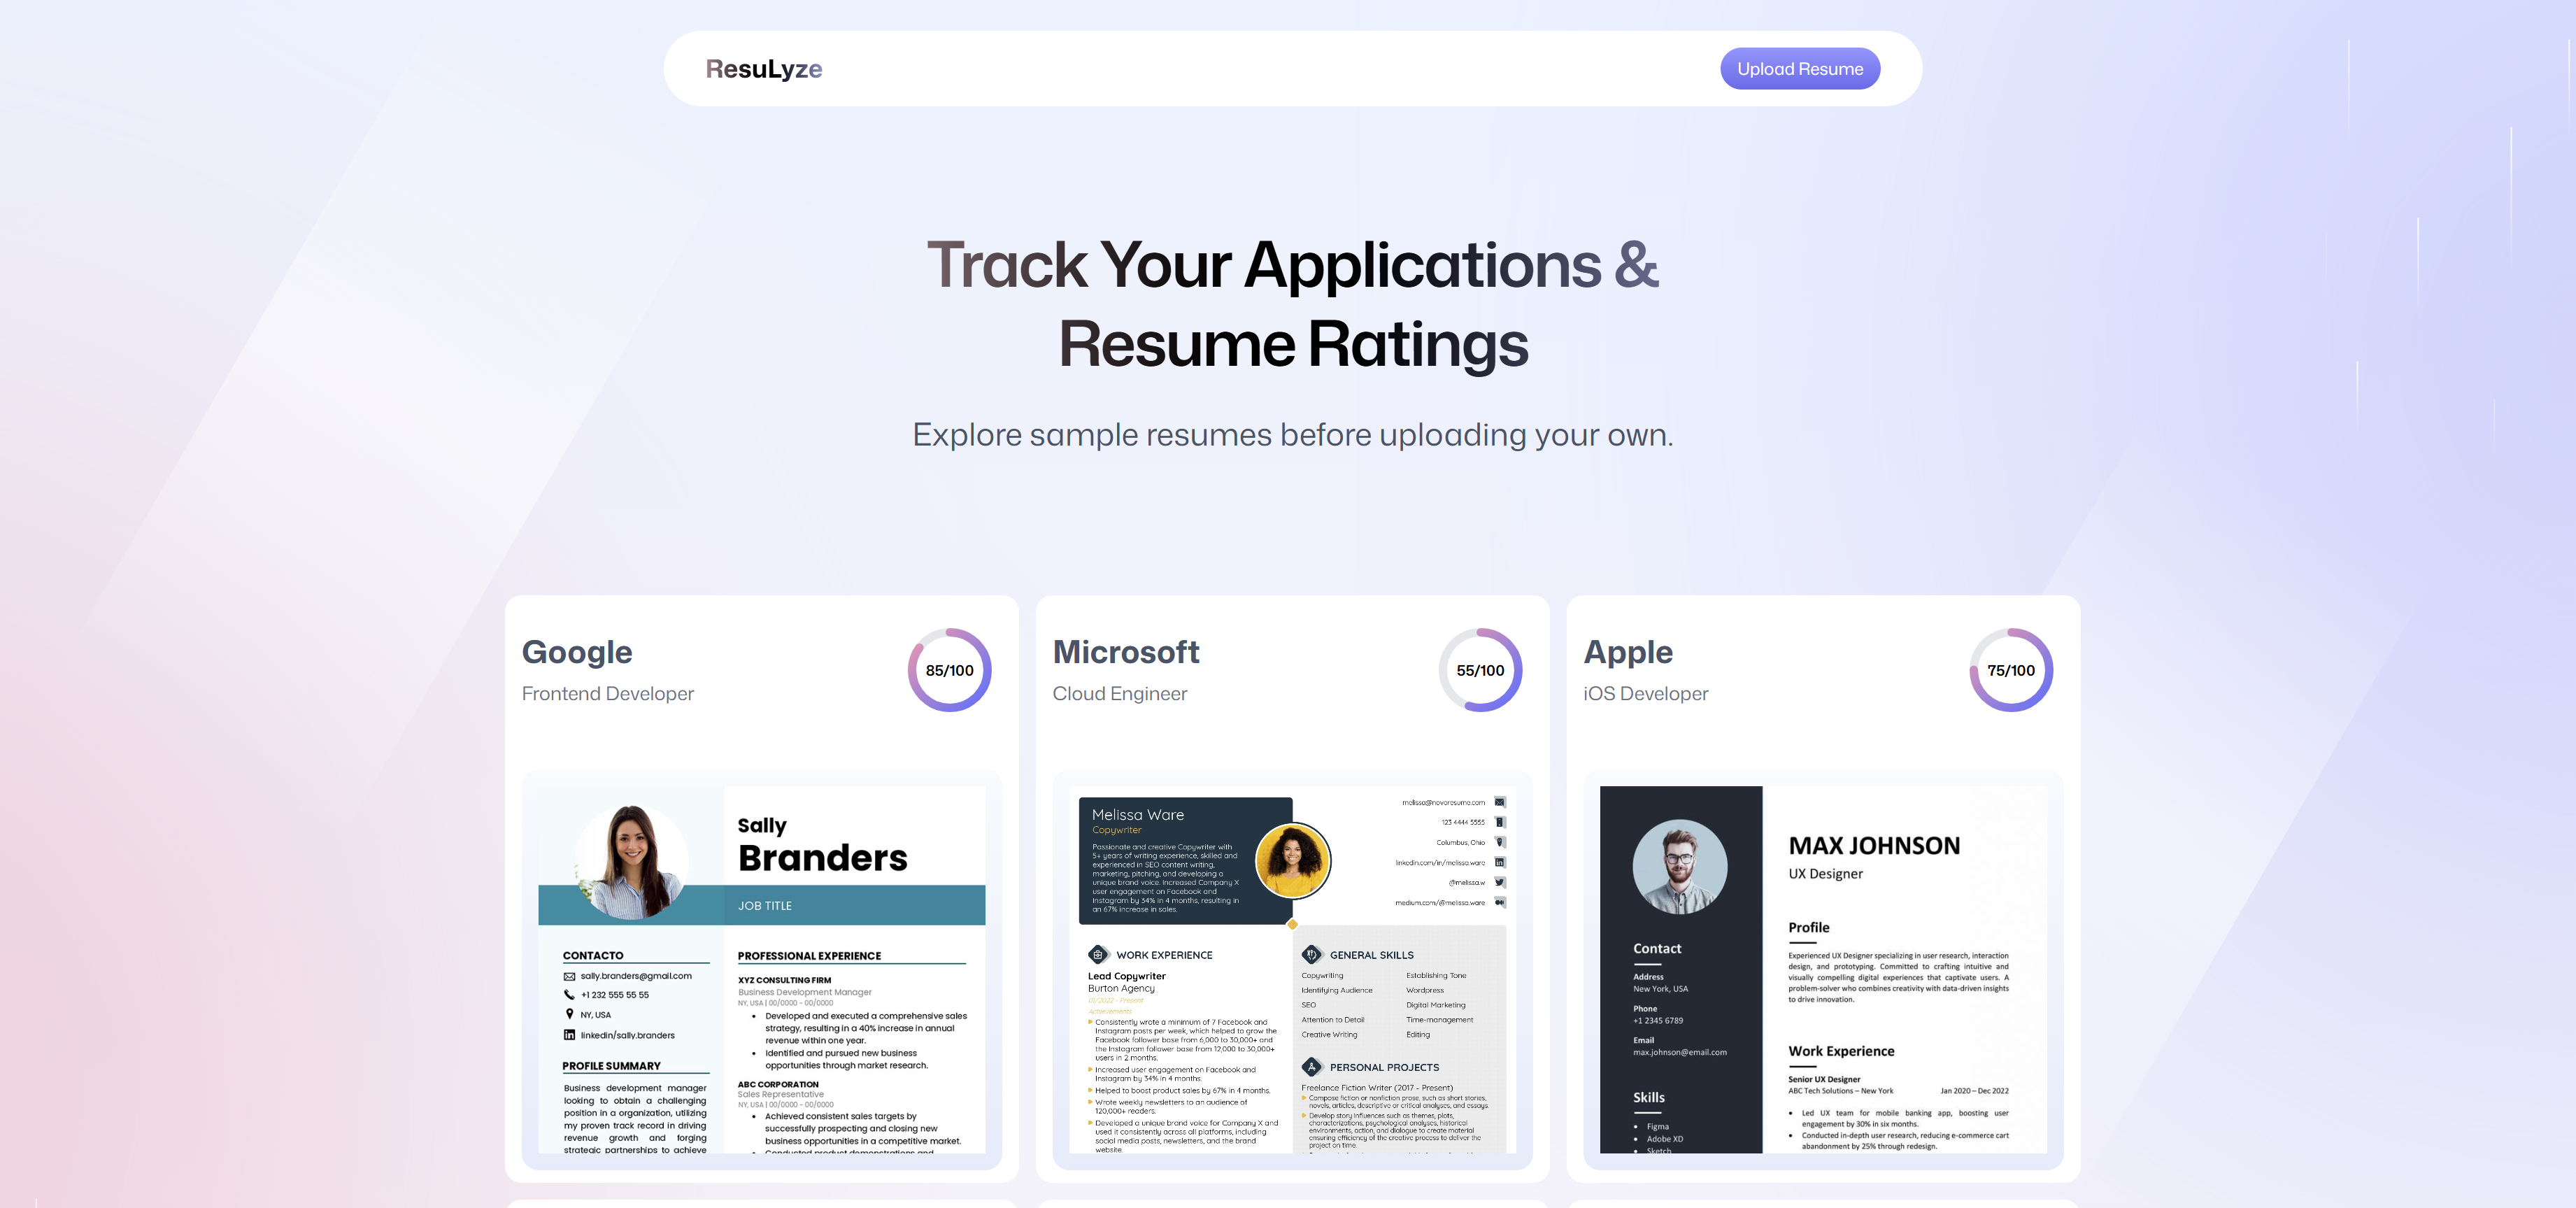 ResuLyze
Upload Resume
Track Your Applications &
Resume Ratings
Explore sample resumes before uploading your own.
Google
Frontend Developer
85/100
Sally
Branders
JOB TITLE
CONTACTO
sally.branders@gmail.com
+1 232 555 55 55
NY, USA
linkedin/sally.branders
PROFILE SUMMARY
Business development manager
looking to obtain a challenging
position in a organization, utilizing
my proven track record in driving
revenue growth and forging
strategic partnerships to achieve
PROFESSIONAL EXPERIENCE
XYZ CONSULTING FIRM
Business Development Manager
NY, USA | 00/0000 - 00/0000
• Developed and executed a comprehensive sales
strategy, resulting in a 40% increase in annual
revenue within one year.
• Identified and pursued new business
opportunities through market research.
ABC CORPORATION
Sales Representative
NY, USA | 00/0000 - 00/0000
• Achieved consistent sales targets by
successfully prospecting and closing new
business opportunities in a competitive market.
• Conducted product demonstrations and
Microsoft
Cloud Engineer
55/100
Melissa Ware
Copywriter
Passionate and creative Copywriter with
5+ years of writing experience, skilled and
experienced in SEO content writing,
marketing, pitching, and developing a
unique brand voice. Increased Company X
user engagement on Facebook and
Instagram by 34% in 4 months, resulting in
an 67% increase in sales.
melissa@novoresume.com
123 4444 5555
Columbus, Ohio
linkedin.com/in/melissa.ware
@melissa.w
medium.com/@melissa.ware
WORK EXPERIENCE
Lead Copywriter
Burton Agency
01/2022 - Present
Achievements
Consistently wrote a minimum of 7 Facebook and
Instagram posts per week, which helped to grow the
Facebook follower base from 6,000 to 30,000+ and
the Instagram follower base from 12,000 to 30,000+
users in 2 months.
Increased user engagement on Facebook and
Instagram by 34% in 4 months.
Helped to boost product sales by 67% in 4 months.
Wrote weekly newsletters to an audience of
120,000+ readers.
Developed a unique brand voice for Company X and
used it consistently across all platforms, including
social media posts, newsletters, and the brand
website.
GENERAL SKILLS
Copywriting Establishing Tone
Identifying Audience Wordpress
SEO Digital Marketing
Attention to Detail Time-management
Creative Writing Editing
PERSONAL PROJECTS
Freelance Fiction Writer (2017 - Present)
Compose fiction or nonfiction prose, such as short stories,
novels, articles, descriptive or critical analyses, and essays.
Develop story influences such as themes, plots,
characterizations, psychological analyses, historical
environments, action, and dialogue to create material
ensuring efficiency of the creative process to deliver the
project on time.
Apple
iOS Developer
75/100
Contact
Address
New York, USA
Phone
+1 2345 6789
Email
max.johnson@email.com
Skills
• Figma
• Adobe XD
• Sketch
MAX JOHNSON
UX Designer
Profile
Experienced UX Designer specializing in user research, interaction
design, and prototyping. Committed to crafting intuitive and
visually compelling digital experiences that captivate users. A
problem-solver who combines creativity with data-driven insights
to drive innovation.
Work Experience
Senior UX Designer
ABC Tech Solutions – New York Jan 2020 – Dec 2022
• Led UX team for mobile banking app, boosting user
engagement by 30% in six months.
• Conducted in-depth user research, reducing e-commerce cart
abandonment by 25% through redesign.